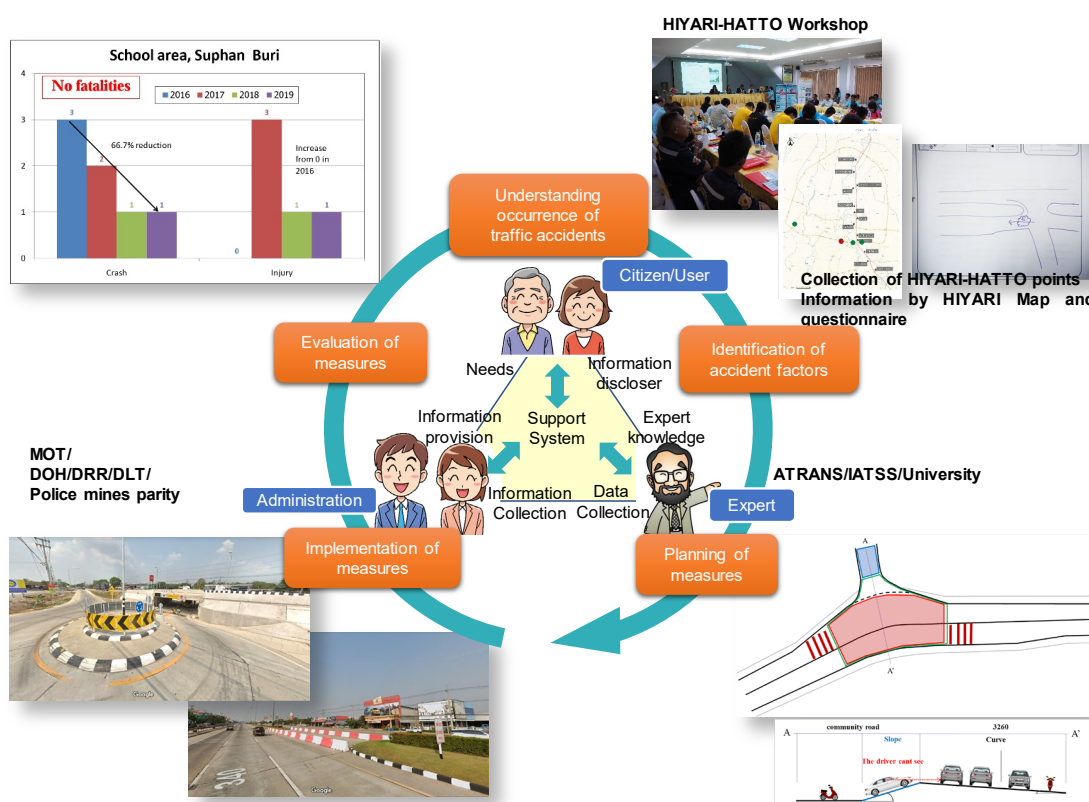 HIYARI-HATTO Workshop
School area, Suphan Buri
No fatalities
2016
2017
2018
2019
4
3
2
1
0
3
2
1
1
66.7% reduction
0
3
1
1
Increase
from 0 in
2016
Crash
Injury
Understanding
occurrence of
traffic accidents
Citizen/User
Collection of HIYARI-HATTO points
Information by HIYARI Map and
questionnaire
Evaluation of
measures
Identification of
accident factors
Needs
Information
discloser
Information
provision
Support
System
Expert
knowledge
MOT/
DOH/DRR/DLT/
Police mines parity
ATRANS/IATSS/University
Administration
Information
Collection
Data
Collection
Expert
Implementation of
measures
Planning of
measures
A
A'
Google
340
Google
community road
3260
A
Slope
Curve
A'
The driver cant see